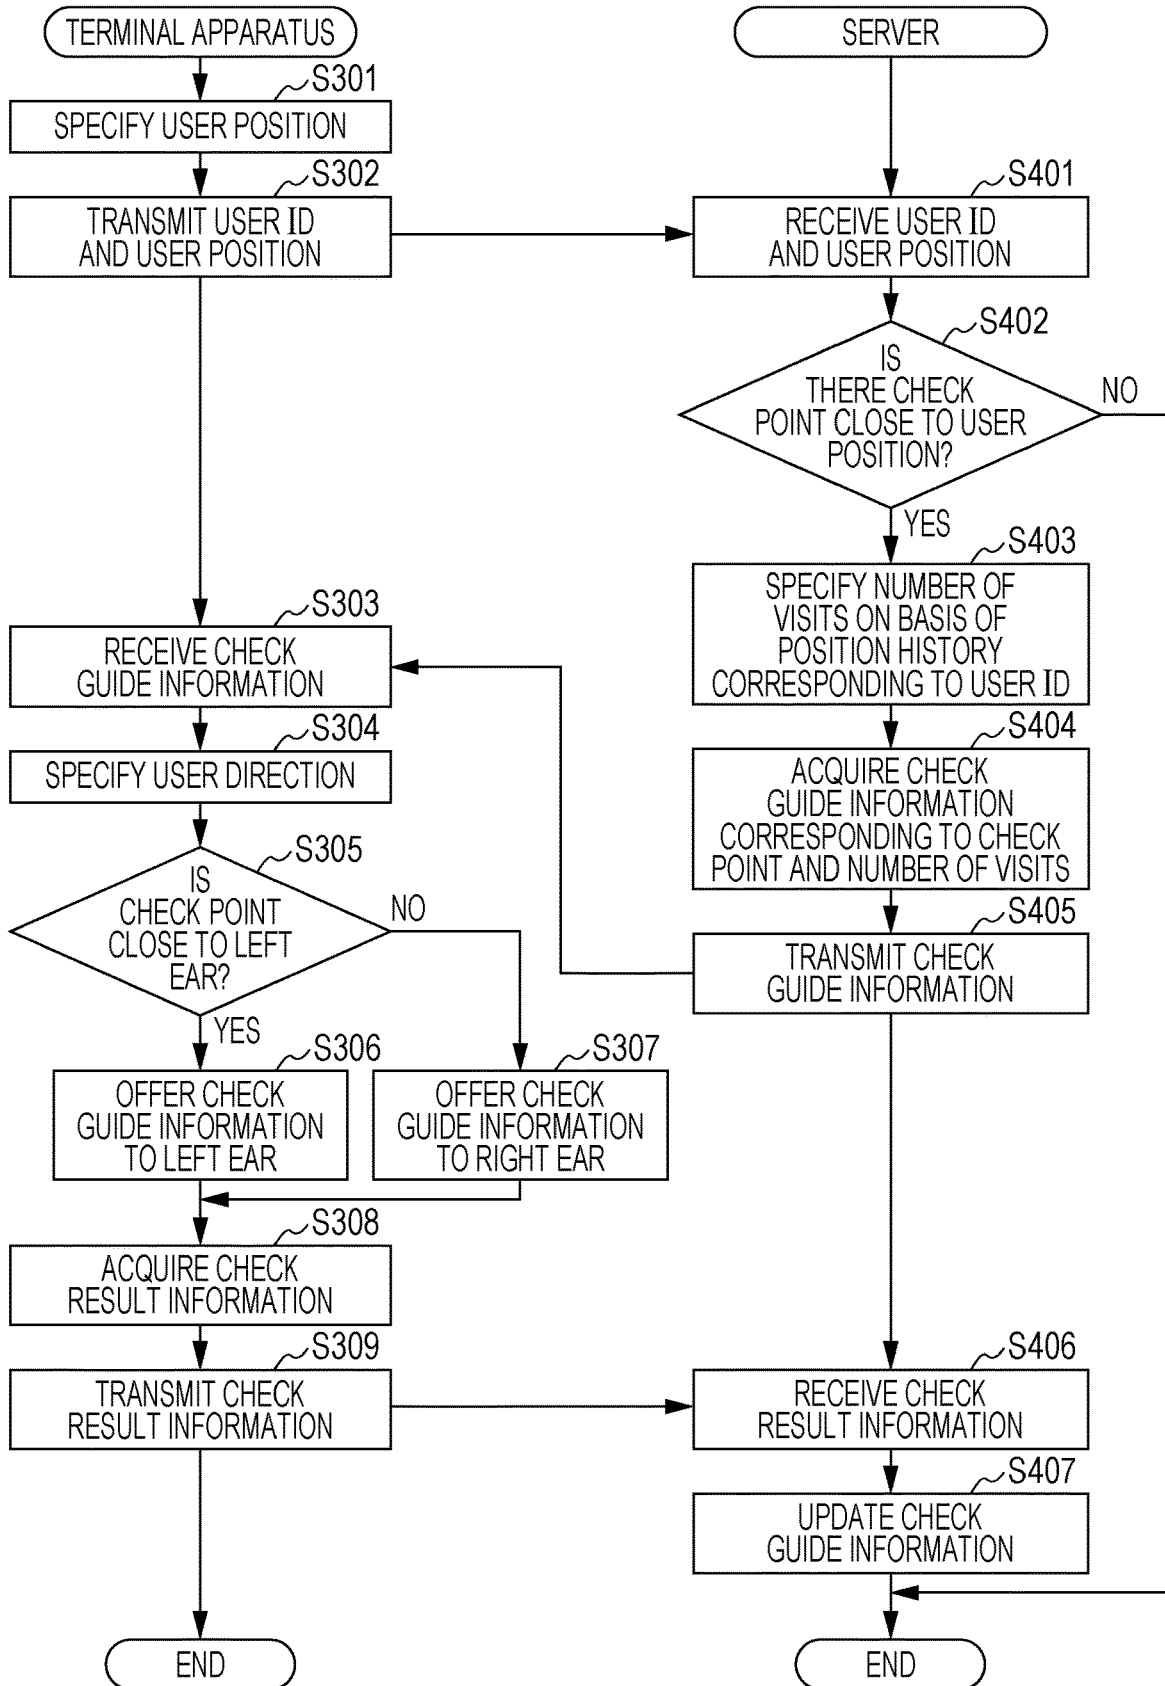 TERMINAL APPARATUS
S301
SPECIFY USER POSITION
S302
TRANSMIT USER ID
AND USER POSITION
S303
RECEIVE CHECK
GUIDE INFORMATION
S304
SPECIFY USER DIRECTION
S305
IS
CHECK POINT
CLOSE TO LEFT
EAR?
NO
YES
S306
OFFER CHECK
GUIDE INFORMATION
TO LEFT EAR
S307
OFFER CHECK
GUIDE INFORMATION
TO RIGHT EAR
S308
ACQUIRE CHECK
RESULT INFORMATION
S309
TRANSMIT CHECK
RESULT INFORMATION
END
SERVER
S401
RECEIVE USER ID
AND USER POSITION
S402
IS
THERE CHECK
POINT CLOSE TO USER
POSITION?
NO
YES
S403
SPECIFY NUMBER OF
VISITS ON BASIS OF
POSITION HISTORY
CORRESPONDING TO USER ID
S404
ACQUIRE CHECK
GUIDE INFORMATION
CORRESPONDING TO CHECK
POINT AND NUMBER OF VISITS
S405
TRANSMIT CHECK
GUIDE INFORMATION
S406
RECEIVE CHECK
RESULT INFORMATION
S407
UPDATE CHECK
GUIDE INFORMATION
END